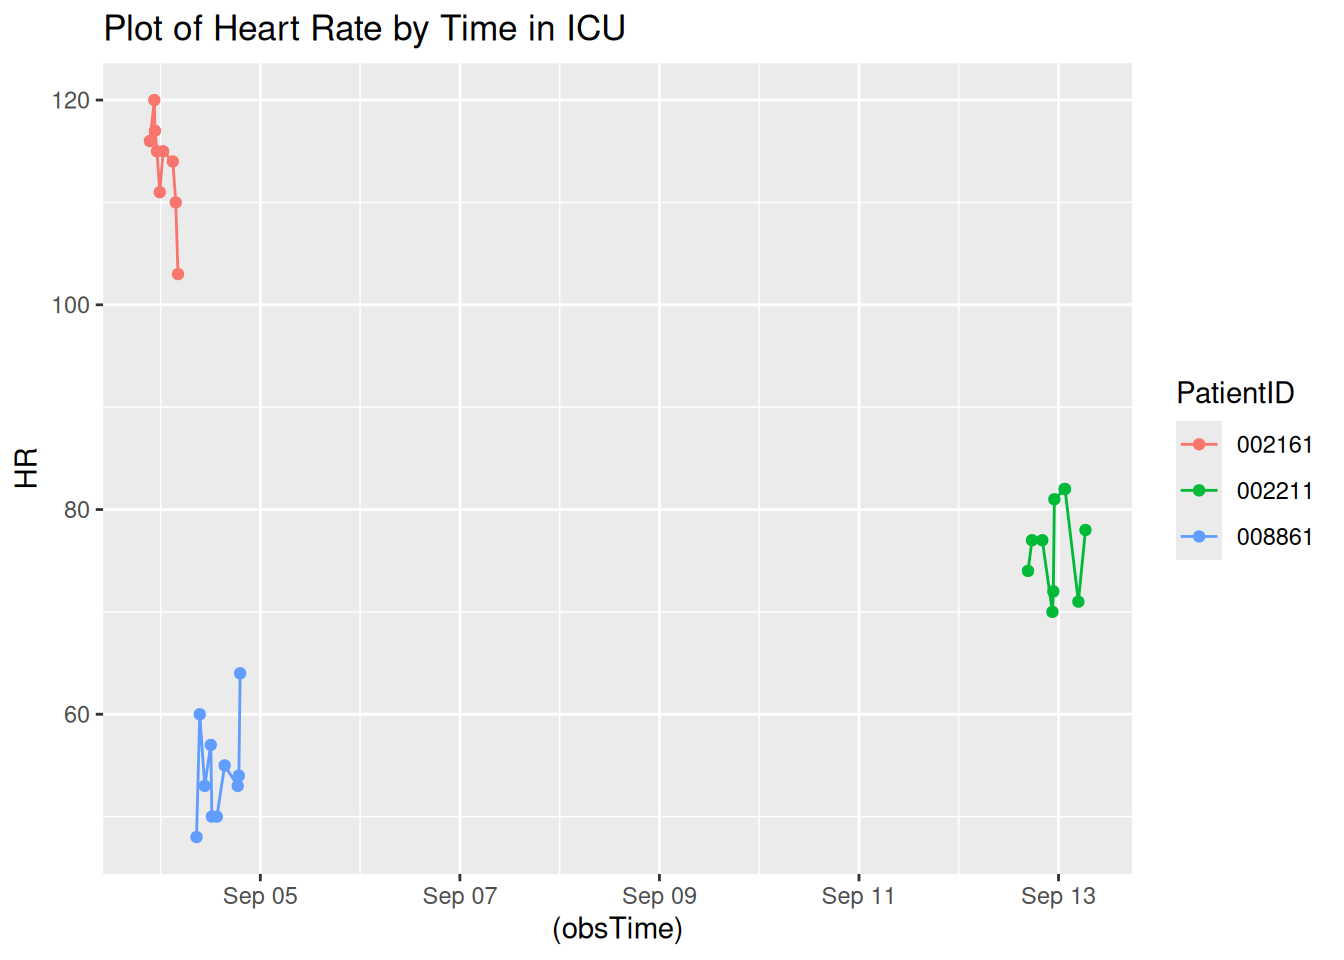 Plot of Heart Rate by Time in ICU
120
100
80
60
HR
Sep 05
Sep 07
Sep 09
Sep 11
Sep 13
(obsTime)
PatientID
002161
002211
008861